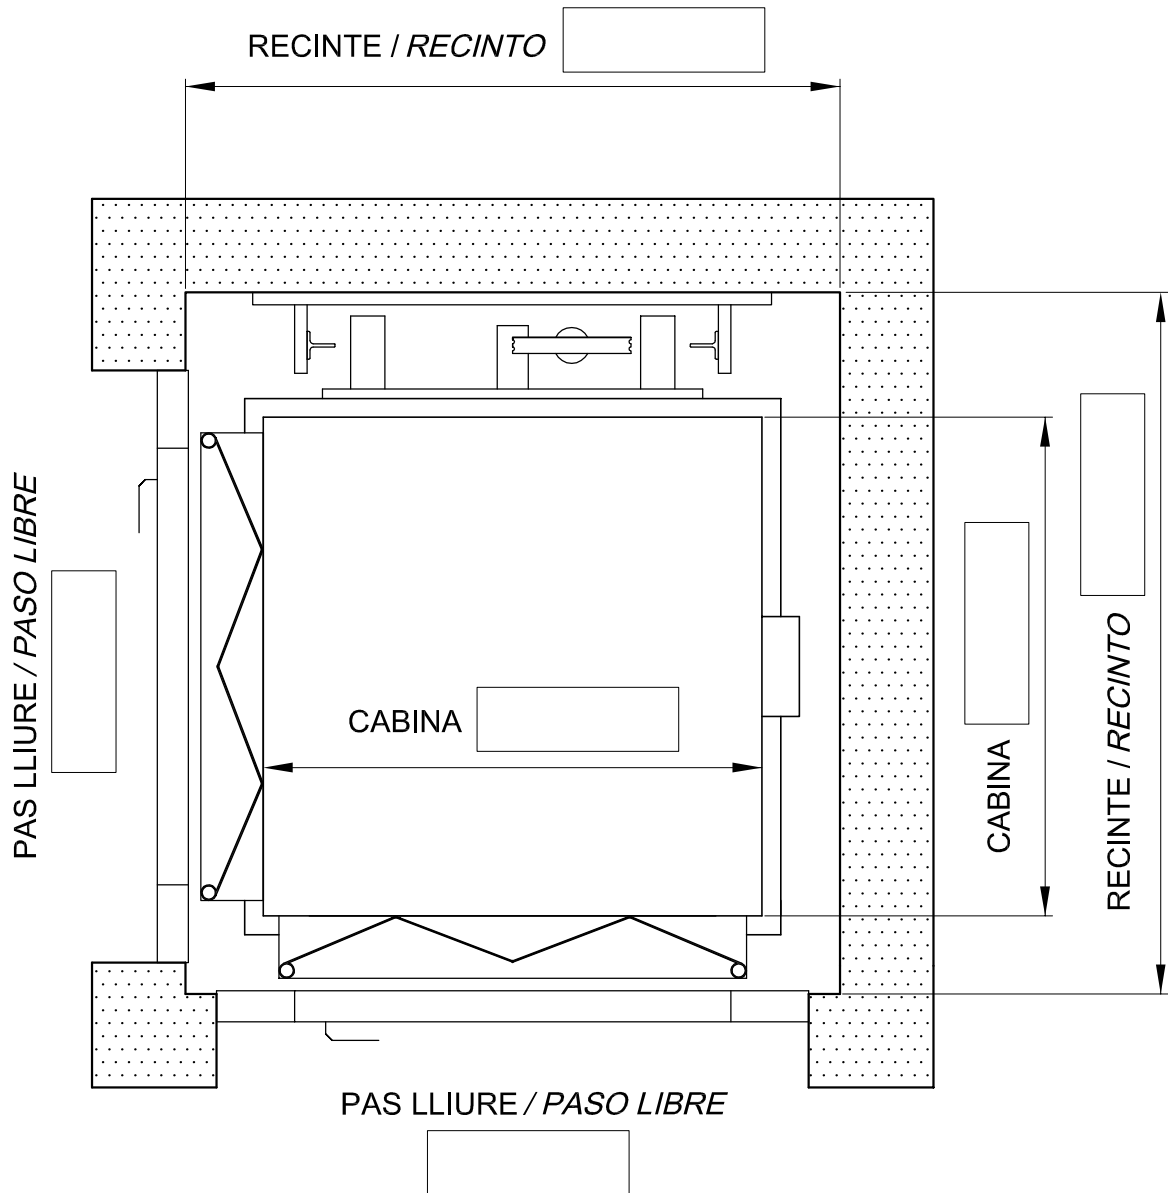 RECINTE / RECINTO
PAS LLIURE / PASO LIBRE
CABINA
CABINA
RECINTE / RECINTO
PAS LLIURE / PASO LIBRE